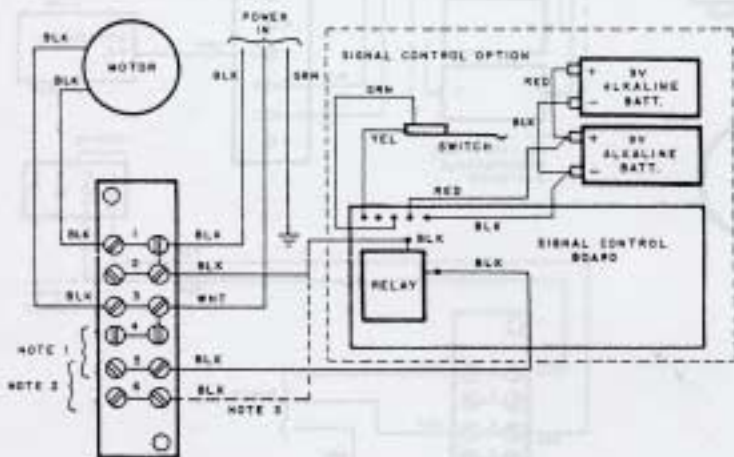 POWER
IN
BLK
BLK
MOTOR
BLK
GRN
SIGNAL CONTROL OPTION
GRN
YEL
SWITCH
RED
BLK
+
9V
ALKALINE
BATT.
-
+
9V
ALKALINE
BATT.
-
RED
BLK
SIGNAL CONTROL
BOARD
BLK
RELAY
BLK
BLK
1
BLK
2
BLK
BLK
3
WHT
4
NOTE 1
5
BLK
NOTE 2
6
BLK
NOTE 3